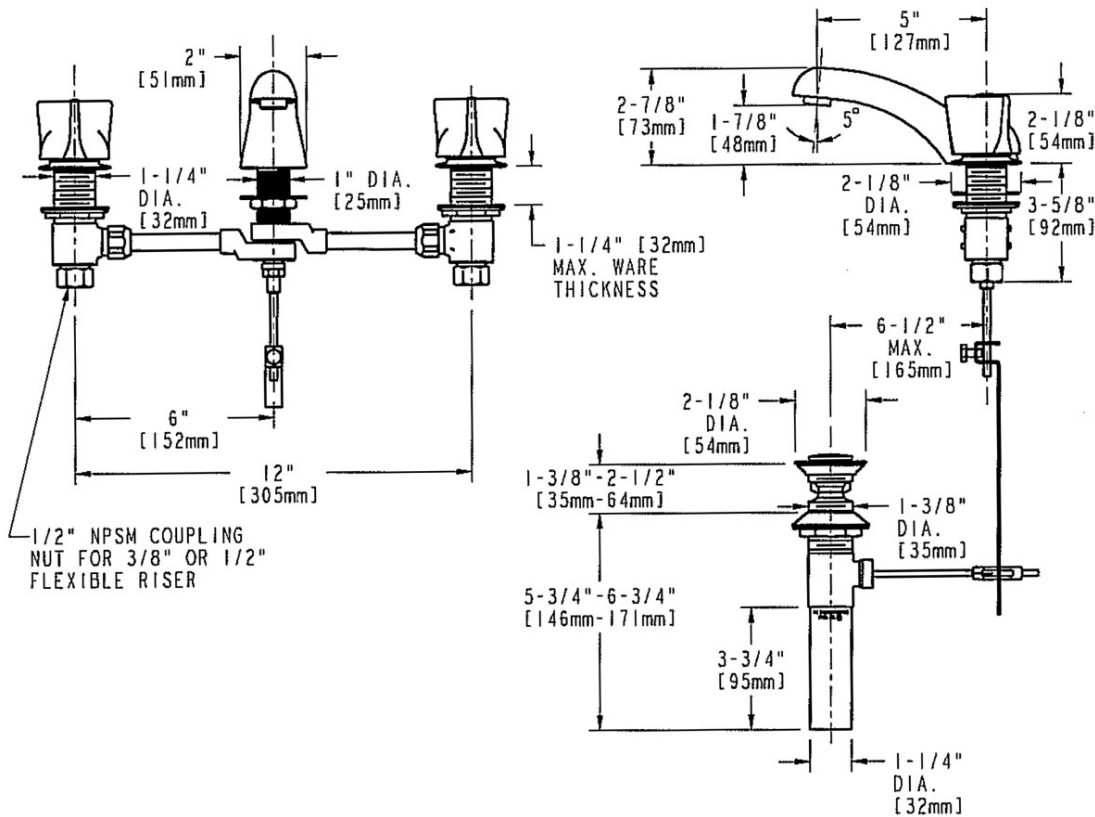 2"
[51mm]
1-1/4"
DIA.
[32mm]
1" DIA.
[25mm]
1-1/4" [32mm]
MAX. WARE
THICKNESS
6"
[152mm]
12"
[305mm]
1/2" NPSM COUPLING
NUT FOR 3/8" OR 1/2"
FLEXIBLE RISER
5"
[127mm]
2-7/8"
[73mm]
1-7/8"
[48mm]
5°
2-1/8"
[54mm]
2-1/8"
DIA.
[54mm]
3-5/8"
[92mm]
6-1/2"
MAX.
[165mm]
2-1/8"
DIA.
[54mm]
1-3/8"-2-1/2"
[35mm-64mm]
1-3/8"
DIA.
[35mm]
5-3/4"-6-3/4"
[146mm-171mm]
3-3/4"
[95mm]
1-1/4"
DIA.
[32mm]